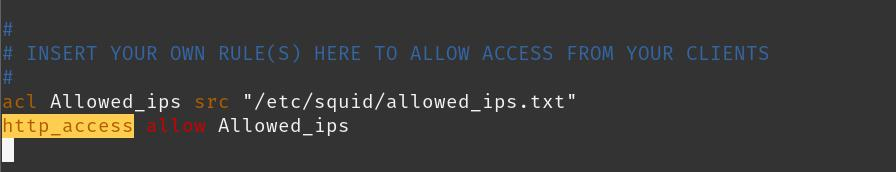 #
# INSERT YOUR OWN RULE(S) HERE TO ALLOW ACCESS FROM YOUR CLIENTS
#
acl Allowed_ips src "/etc/squid/allowed_ips.txt"
http_access allow Allowed_ips